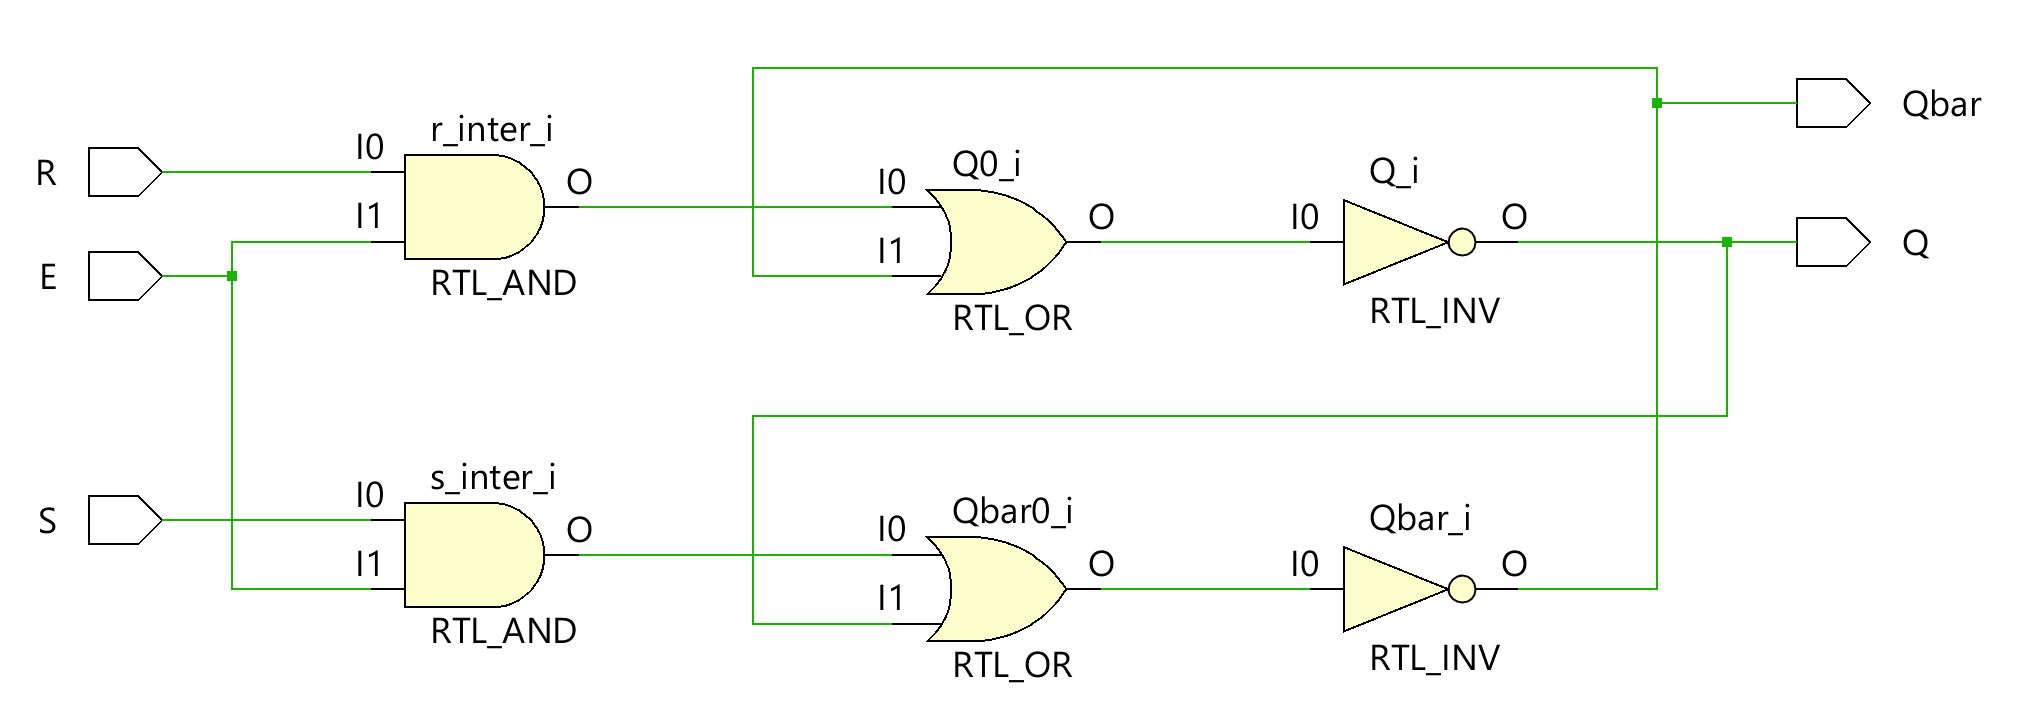 Qbar
r_inter_i
I0
R
O
Q0_i
I0
Q_i
I1
I0
O
O
Q
E
I1
RTL_AND
RTL_OR
RTL_INV
s_inter_i
I0
S
O
Qbar0_i
I0
Qbar_i
I1
O
I0
O
I1
RTL_AND
RTL_OR
RTL_INV